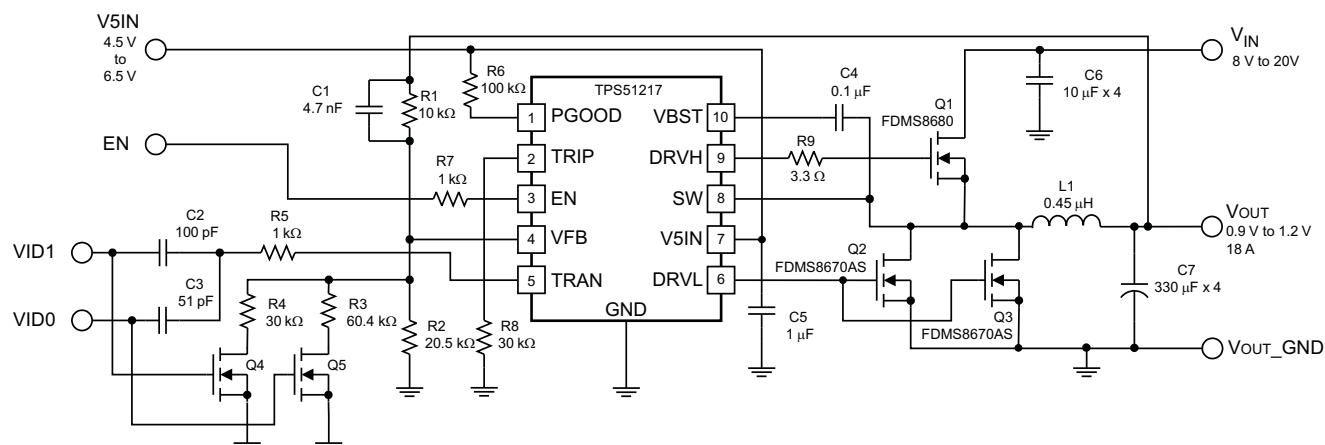 V5IN
4.5 V
to
6.5 V
VIN
8 V to 20V
R6
100 kΩ
TPS51217
C4
0.1 μF
C6
10 μF x 4
C1
4.7 nF
R1
10 kΩ
Q1
FDMS8680
1
PGOOD
VBST
10
EN
R7
1 kΩ
2
TRIP
DRVH
9
R9
3.3 Ω
3
EN
SW
8
L1
0.45 μH
VOUT
0.9 V to 1.2 V
18 A
C2
100 pF
R5
1 kΩ
4
VFB
V5IN
7
VID1
Q2
FDMS8670AS
5
TRAN
DRVL
6
C7
330 μF x 4
C3
51 pF
R4
30 kΩ
R3
60.4 kΩ
GND
VID0
R2
20.5 kΩ
R8
30 kΩ
C5
1 μF
Q3
FDMS8670AS
VOUT_GND
Q4
Q5